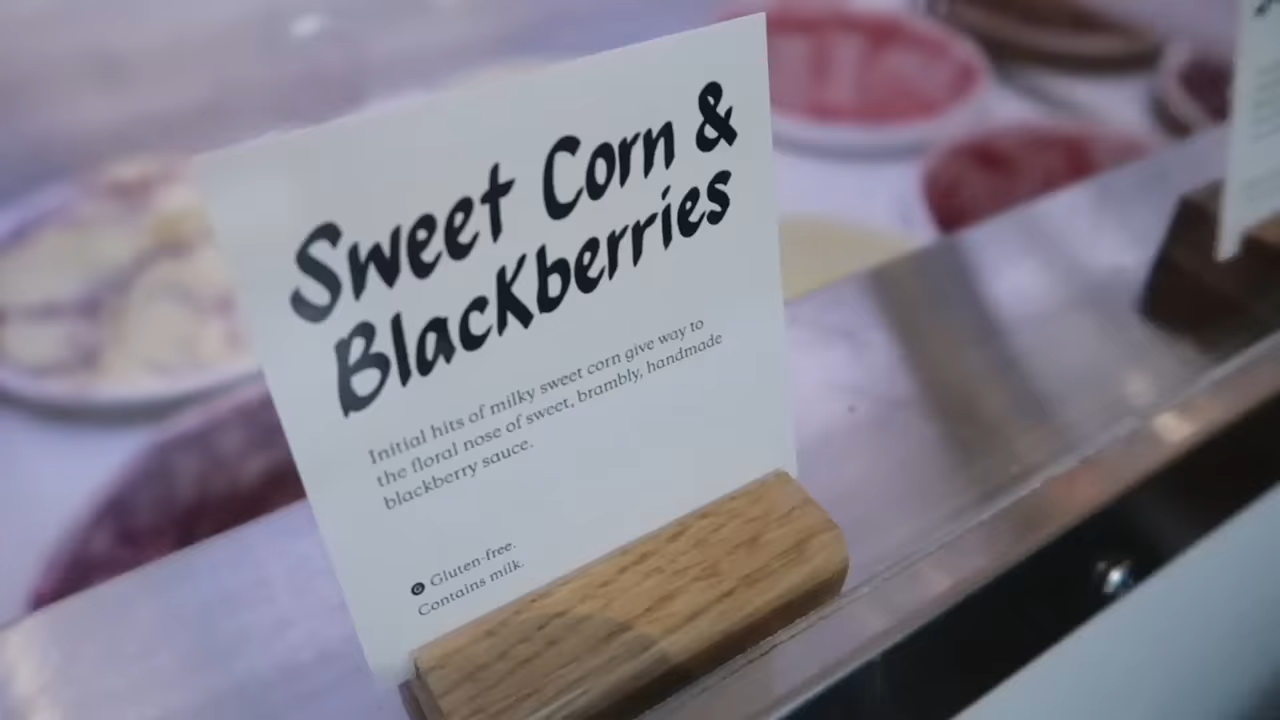 Sweet Corn &
Blackberries
Initial hits of milky sweet corn give way to
the floral nose of sweet, brambly, handmade
blackberry sauce.
Gluten-free.
Contains milk.